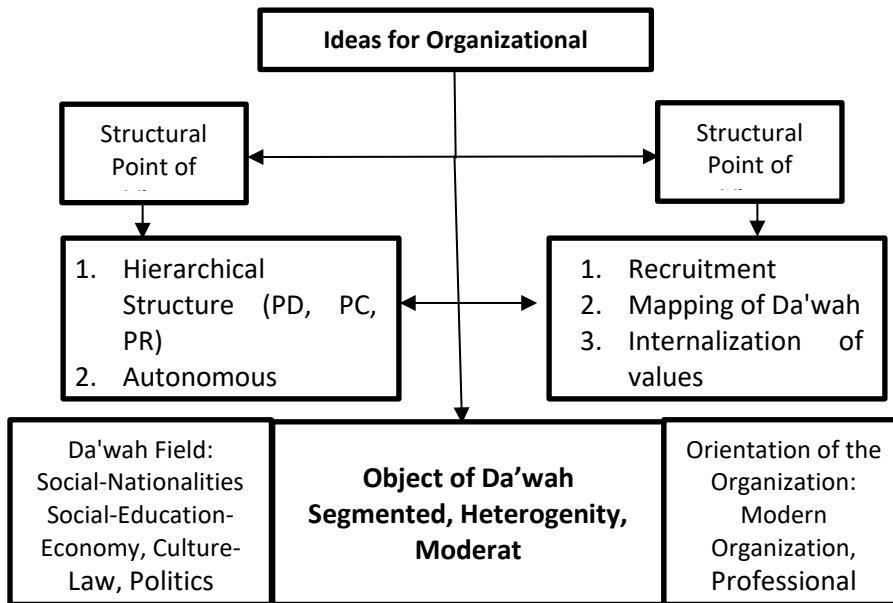 Ideas for Organizational
Structural
Point of
Structural
Point of
1. Hierarchical
Structure (PD, PC,
PR)
2. Autonomous
1. Recruitment
2. Mapping of Da'wah
3. Internalization of
values
Da'wah Field:
Social-Nationalities
Social-Education-
Economy, Culture-
Law, Politics
Object of Da’wah
Segmented, Heterogenity,
Moderat
Orientation of the
Organization:
Modern
Organization,
Professional